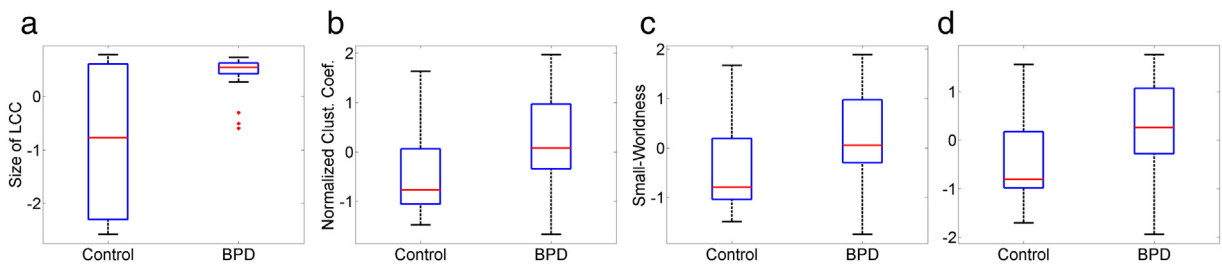 a
Size of LCC
0
-1
-2
Control BPD
b
Normalized Clust. Coef.
2
1
0
-1
Control BPD
c
Small-Worldness
2
1
0
-1
Control BPD
d
1
0
-1
-2
Control BPD